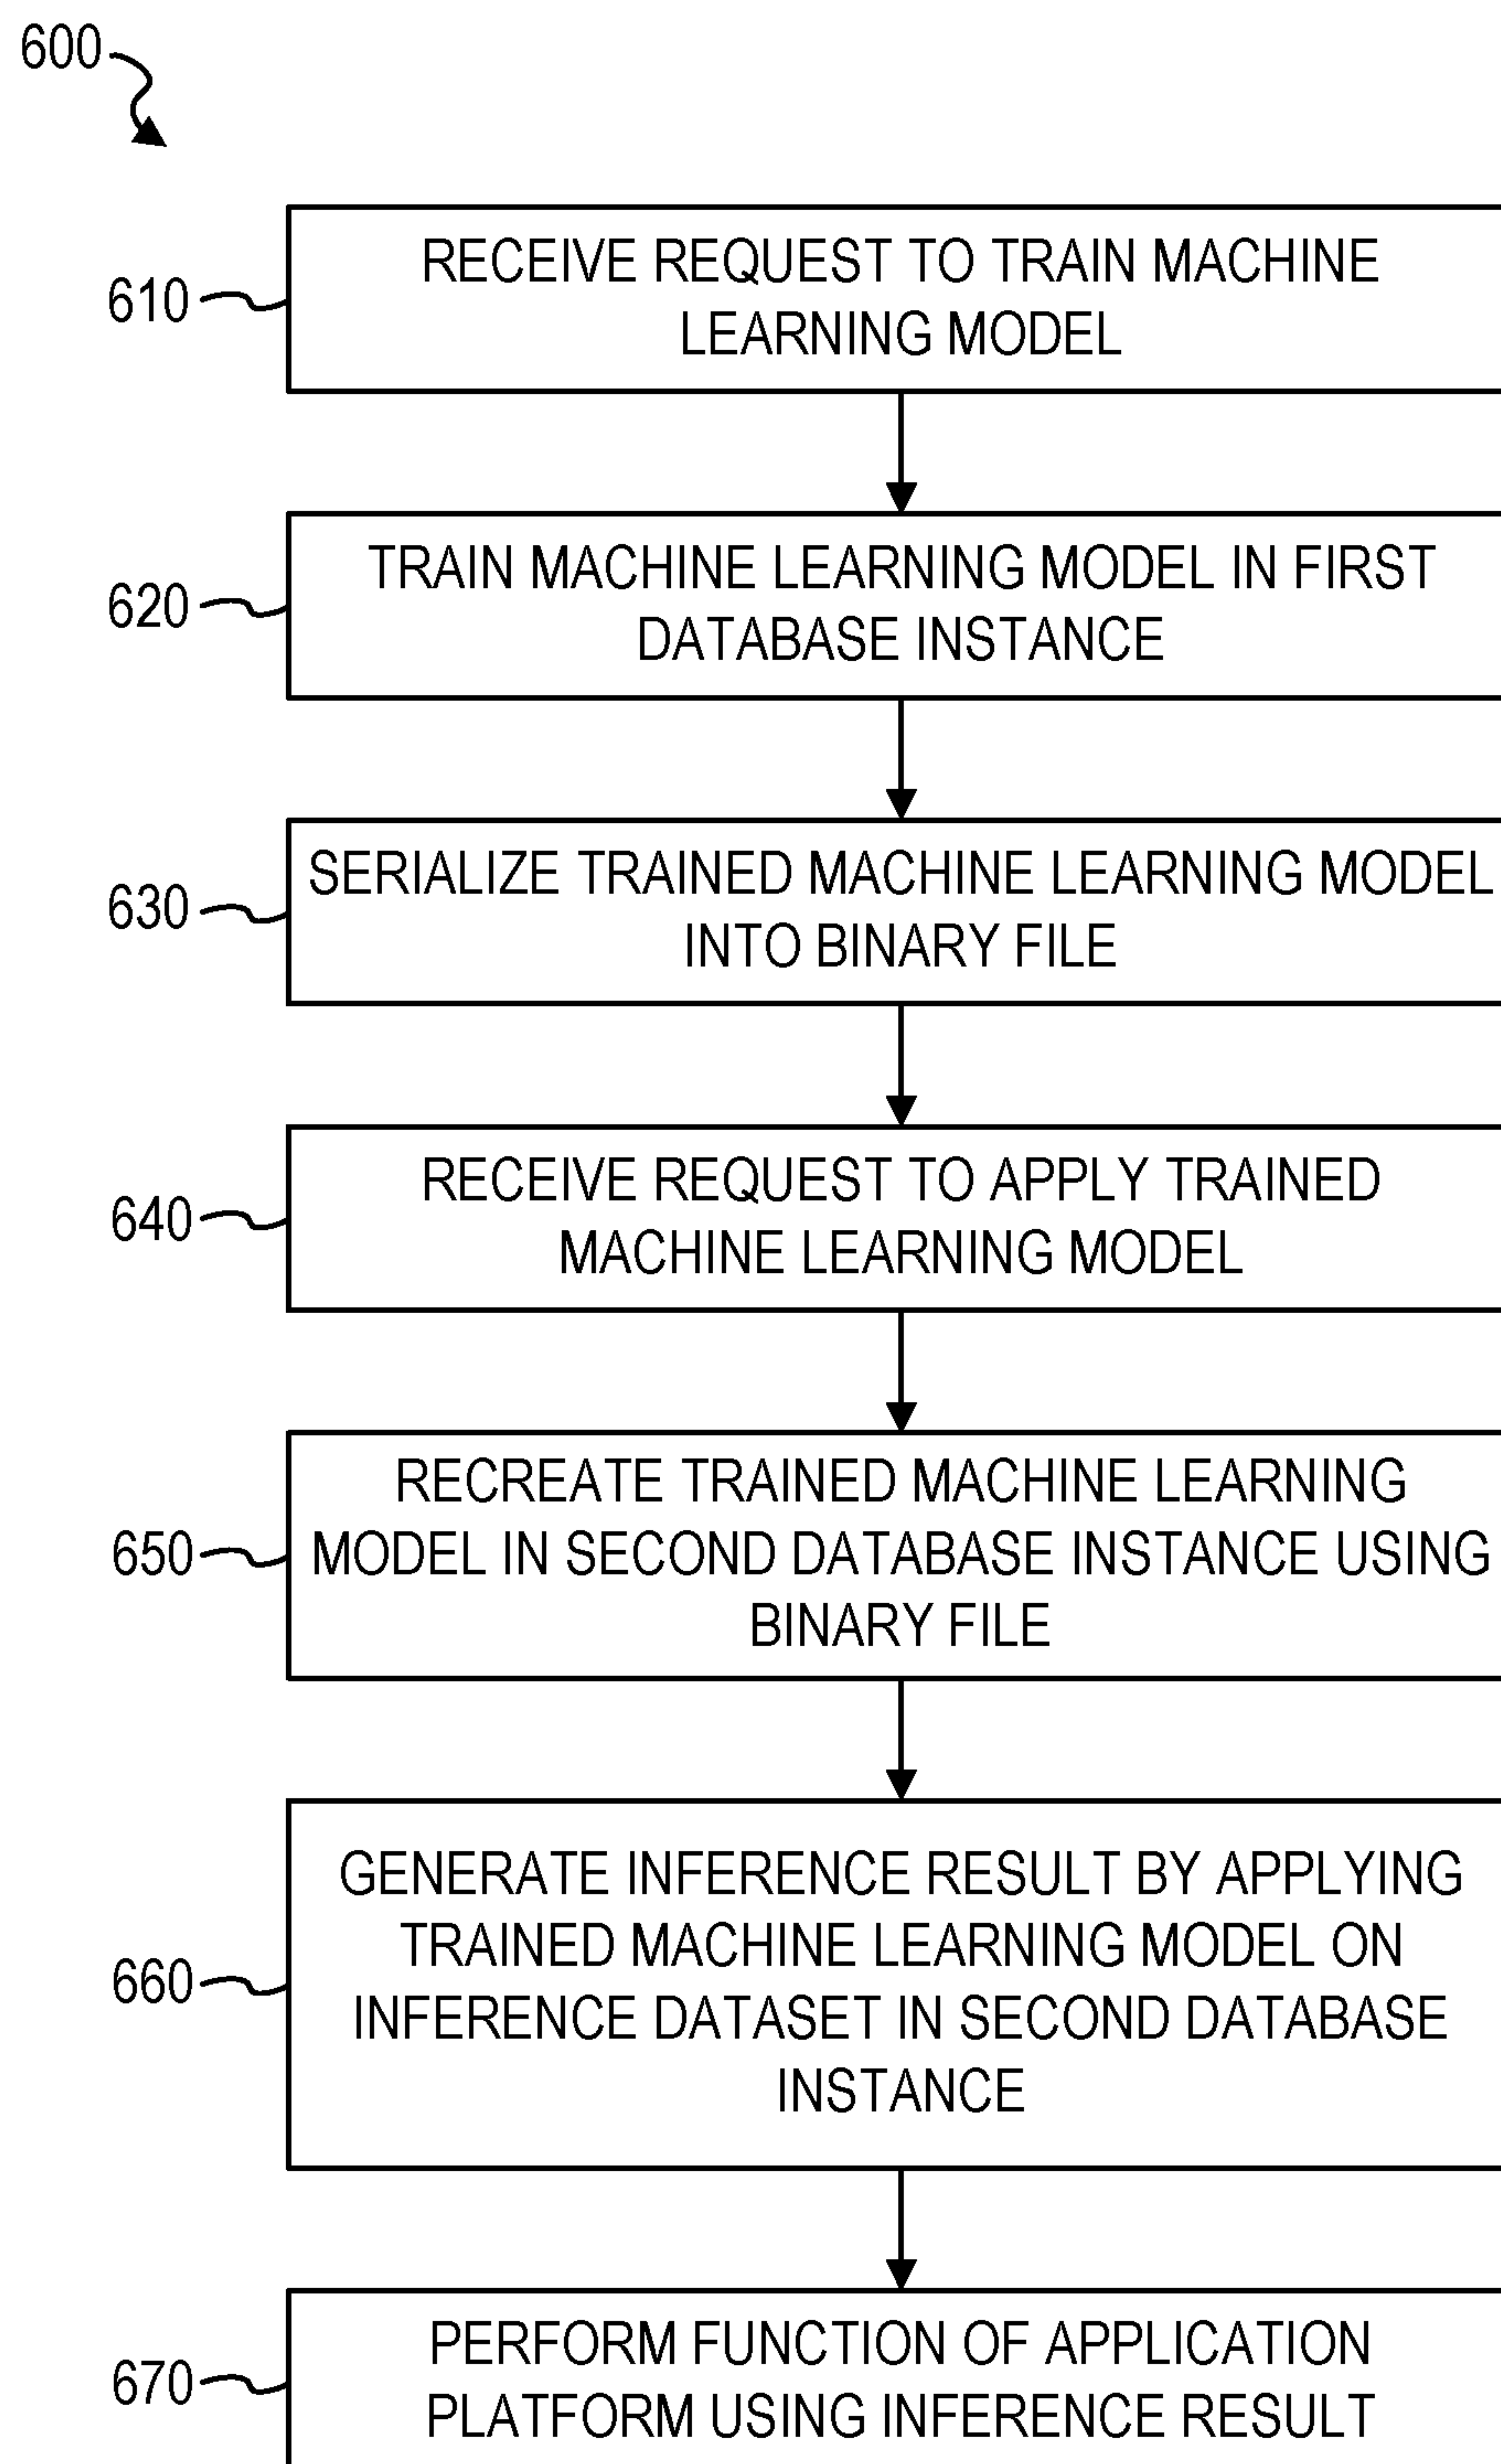 600
610
RECEIVE REQUEST TO TRAIN MACHINE
LEARNING MODEL
620
TRAIN MACHINE LEARNING MODEL IN FIRST
DATABASE INSTANCE
630
SERIALIZE TRAINED MACHINE LEARNING MODEL
INTO BINARY FILE
640
RECEIVE REQUEST TO APPLY TRAINED
MACHINE LEARNING MODEL
650
RECREATE TRAINED MACHINE LEARNING
MODEL IN SECOND DATABASE INSTANCE USING
BINARY FILE
660
GENERATE INFERENCE RESULT BY APPLYING
TRAINED MACHINE LEARNING MODEL ON
INFERENCE DATASET IN SECOND DATABASE
INSTANCE
670
PERFORM FUNCTION OF APPLICATION
PLATFORM USING INFERENCE RESULT